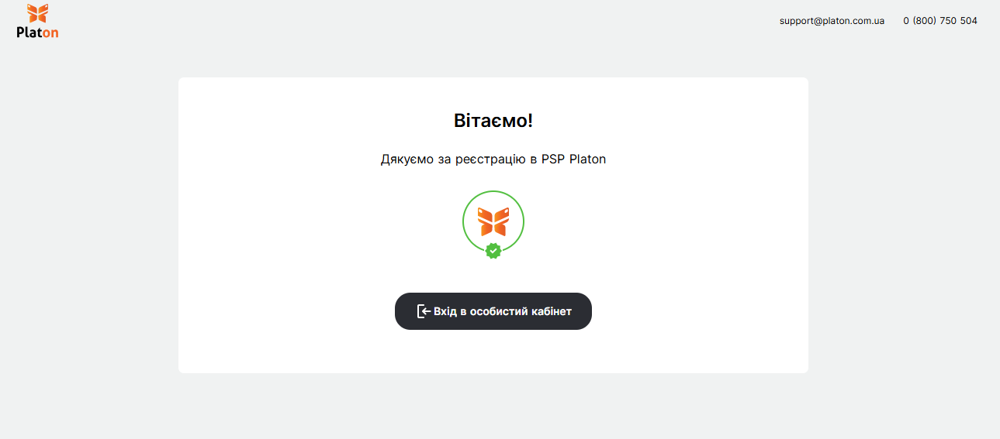 Platon
support@platon.com.ua 0 (800) 750 504
Вітаємо!
Дякуємо за реєстрацію в PSP Platon
Вхід в особистий кабінет